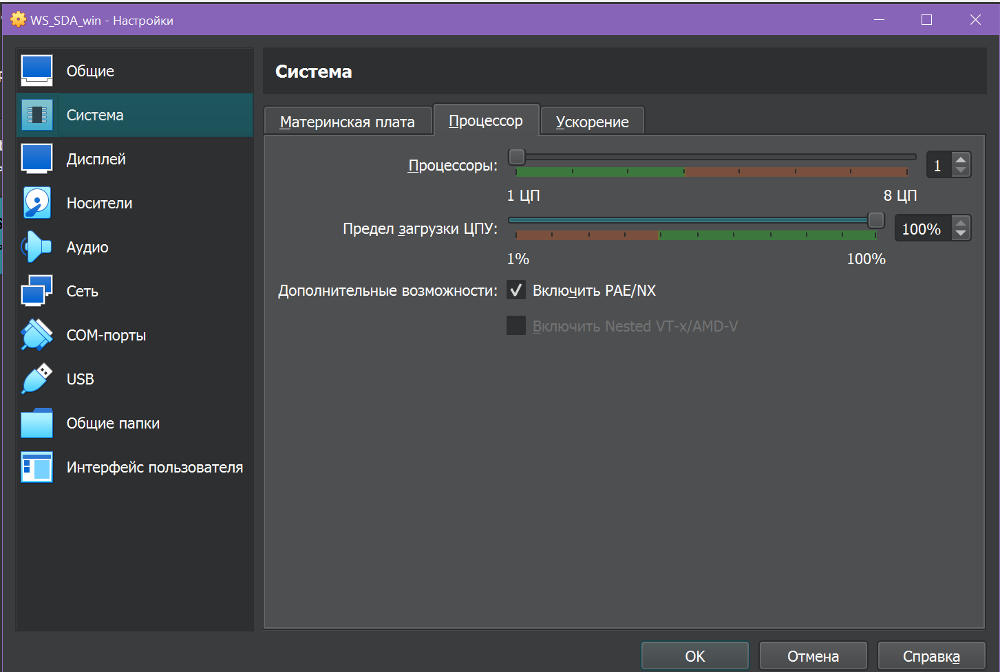 WS_SDA_win - Настройки
Общие
Система
Дисплей
Носители
Аудио
Сеть
COM-порты
USB
Общие папки
Интерфейс пользователя
Система
Материнская плата
Процессор
Ускорение
Процессоры:
1
1 ЦП
8 ЦП
Предел загрузки ЦПУ:
100%
1%
100%
Дополнительные возможности:
Включить PAE/NX
Включить Nested VT-x/AMD-V
OK
Отмена
Справка